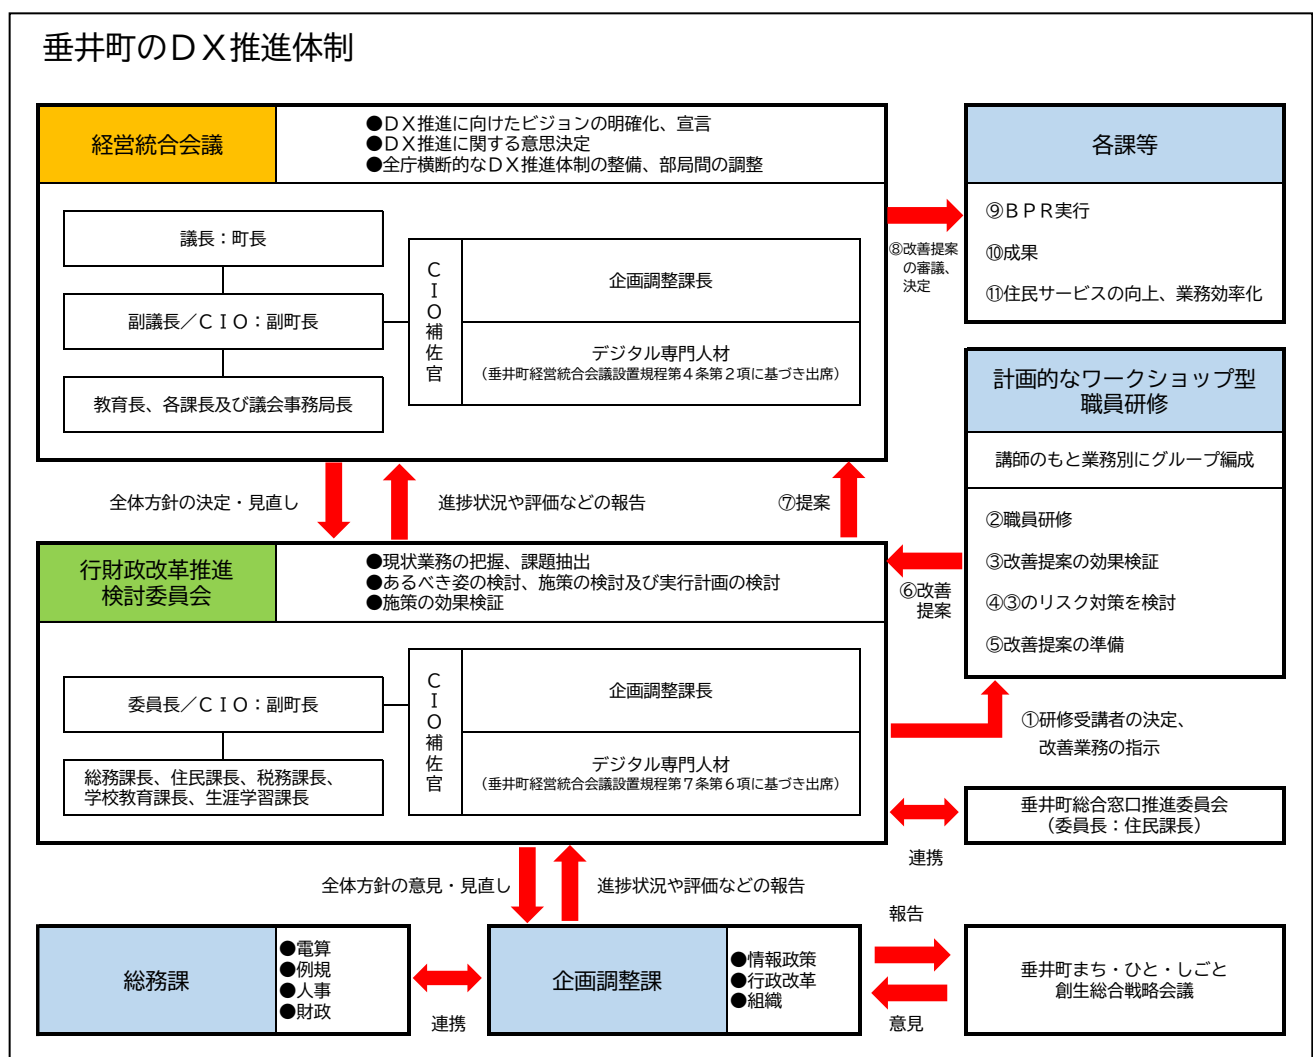 垂井町のＤＸ推進体制
経営統合会議
●ＤＸ推進に向けたビジョンの明確化、宣言
●ＤＸ推進に関する意思決定
●全庁横断的なＤＸ推進体制の整備、部局間の調整
議長：町長
副議長／ＣＩＯ：副町長
教育長、各課長及び議会事務局長
ＣＩＯ補佐官
企画調整課長
デジタル専門人材
（垂井町経営統合会議設置規程第４条第２項に基づき出席）
⑧改善提案
の審議、
決定
各課等
⑨ＢＰＲ実行
⑩成果
⑪住民サービスの向上、業務効率化
計画的なワークショップ型
職員研修
講師のもと業務別にグループ編成
②職員研修
③改善提案の効果検証
④③のリスク対策を検討
⑤改善提案の準備
全体方針の決定・見直し
進捗状況や評価などの報告
⑦提案
行財政改革推進
検討委員会
●現状業務の把握、課題抽出
●あるべき姿の検討、施策の検討及び実行計画の検討
●施策の効果検証
⑥改善
提案
委員長／ＣＩＯ：副町長
総務課長、住民課長、税務課長、
学校教育課長、生涯学習課長
ＣＩＯ補佐官
企画調整課長
デジタル専門人材
（垂井町経営統合会議設置規程第７条第６項に基づき出席）
①研修受講者の決定、
改善業務の指示
垂井町総合窓口推進委員会
（委員長：住民課長）
連携
全体方針の意見・見直し
進捗状況や評価などの報告
総務課
●電算
●例規
●人事
●財政
連携
企画調整課
●情報政策
●行政改革
●組織
報告
意見
垂井町まち・ひと・しごと
創生総合戦略会議